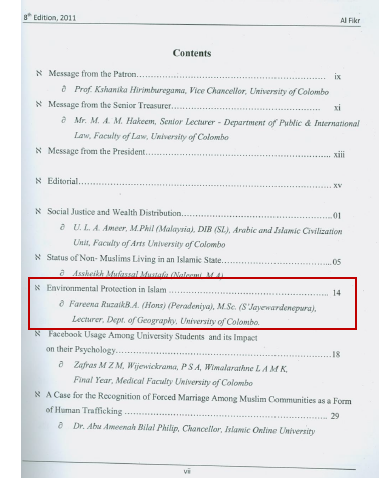 8th Edition, 2011
Al Fikr
Contents
ℵ Message from the Patron……………………………………………… ix
∂ Prof. Kshanika Hirimburegama, Vice Chancellor, University of Colombo
ℵ Message from the Senior Treasurer…………………………………… xi
∂ Mr. M. A. M. Hakeem, Senior Lecturer - Department of Public & International
Law, Faculty of Law, University of Colombo
ℵ Message from the President…………………………………………… xiii
ℵ Editorial………………………………………………………………… xv
ℵ Social Justice and Wealth Distribution………………………………01
∂ U. L. A. Ameer, M.Phil (Malaysia), DIB (SL), Arabic and Islamic Civilization
Unit, Faculty of Arts University of Colombo
ℵ Status of Non- Muslims Living in an Islamic State……………………05
∂ Assheikh Mufassal Mustafa (Naleemi, M.A)
ℵ Environmental Protection in Islam …………………………………… 14
∂ Fareena RuzaikB.A. (Hons) (Peradeniya), M.Sc. (S'Jayewardenepura),
Lecturer, Dept. of Geography, University of Colombo.
ℵ Facebook Usage Among University Students and its Impact
on their Psychology……………………………………………………18
∂ Zafras M Z M, Wijewickrama, P S A, Wimalarathne L A M K,
Final Year, Medical Faculty University of Colombo
ℵ A Case for the Recognition of Forced Marriage Among Muslim Communities as a Form
of Human Trafficking ………………………………………………… 29
∂ Dr. Abu Ameenah Bilal Philip, Chancellor, Islamic Online University
vii